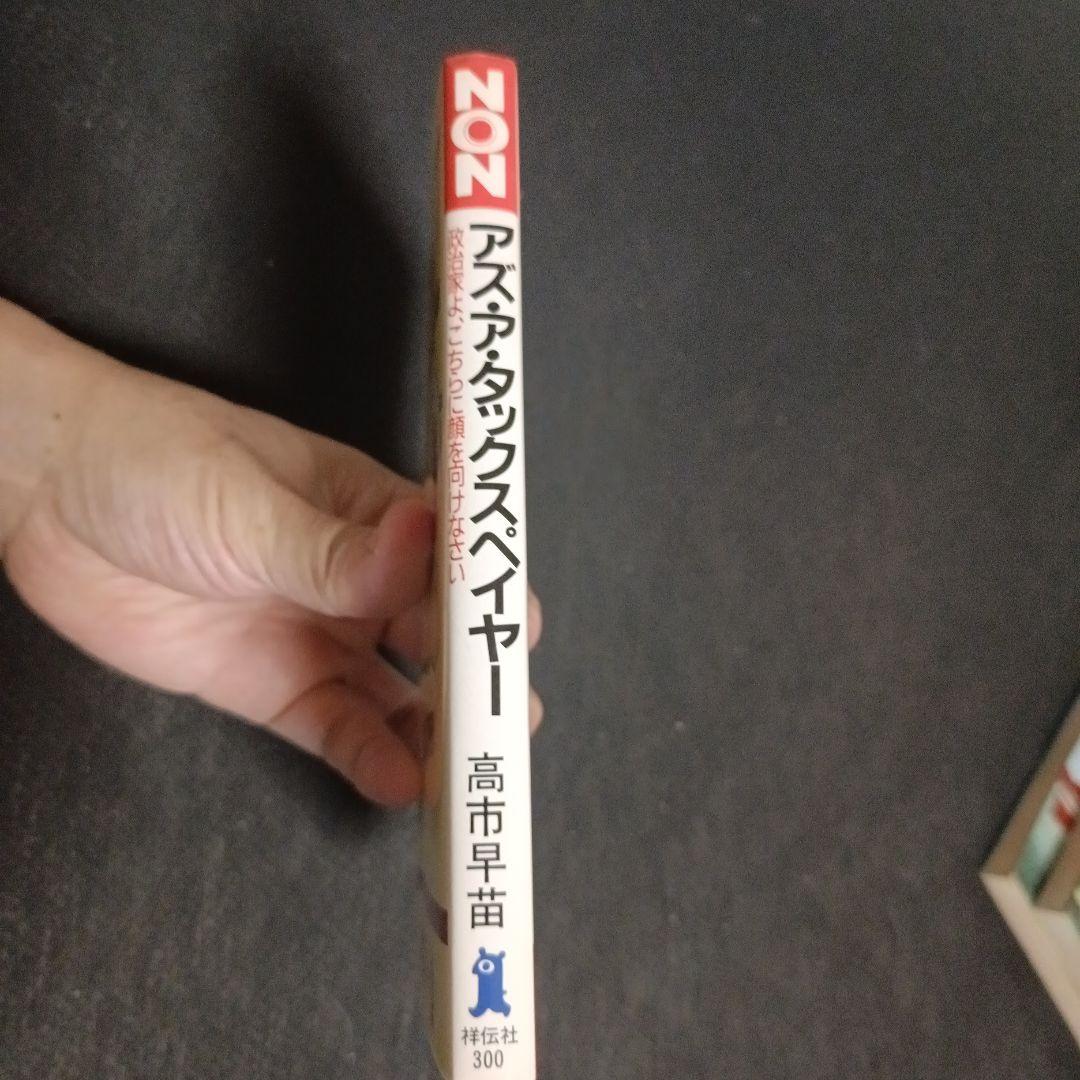 NON
アズ・ア・タックスペイヤー
政治家よ、こちらに顔を向けなさい
高市早苗
祥伝社
300